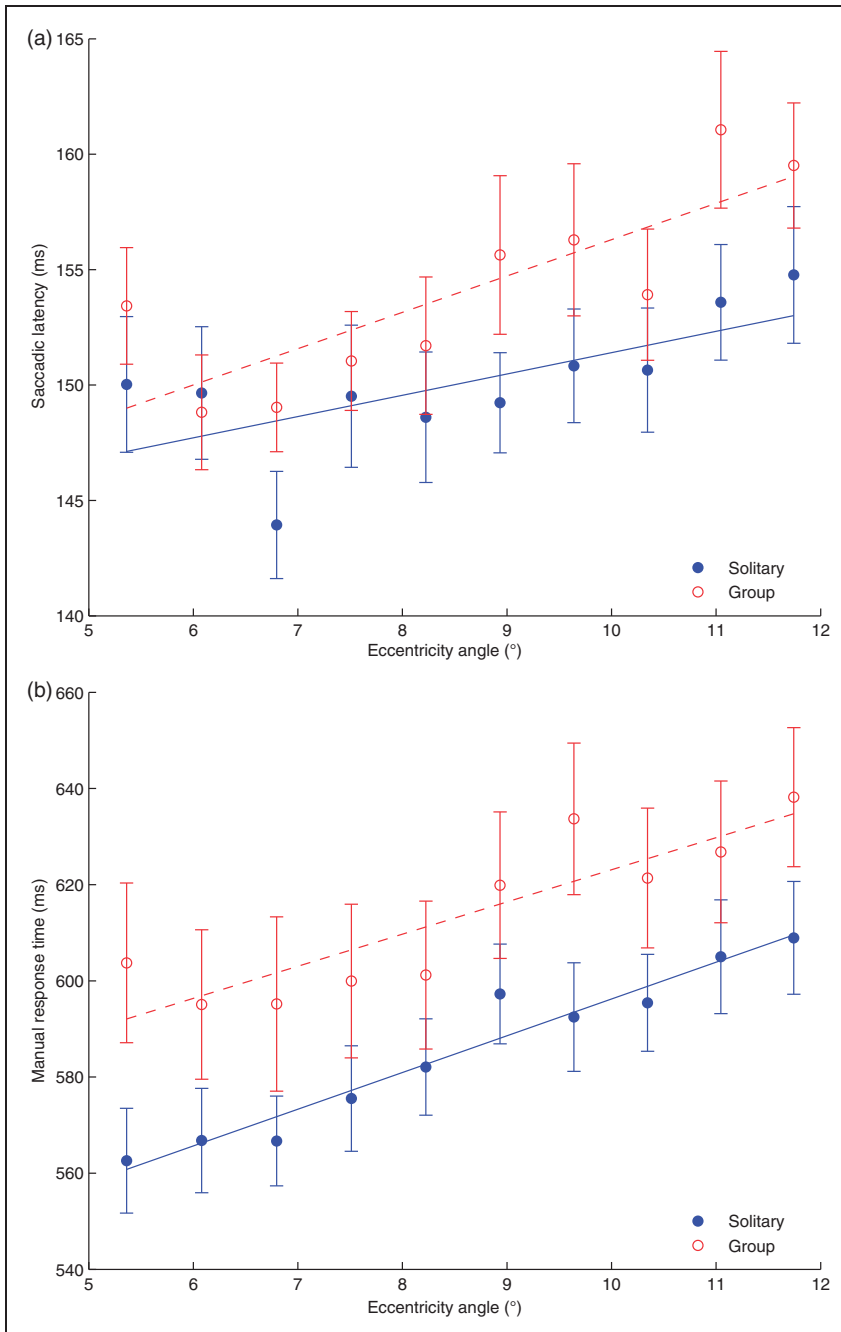 (a)
165
160
155
150
145
140
Saccadic latency (ms)
Solitary
Group
5 6 7 8 9 10 11 12
Eccentricity angle (°)
(b)
660
640
620
600
580
560
540
Manual response time (ms)
Solitary
Group
5 6 7 8 9 10 11 12
Eccentricity angle (°)